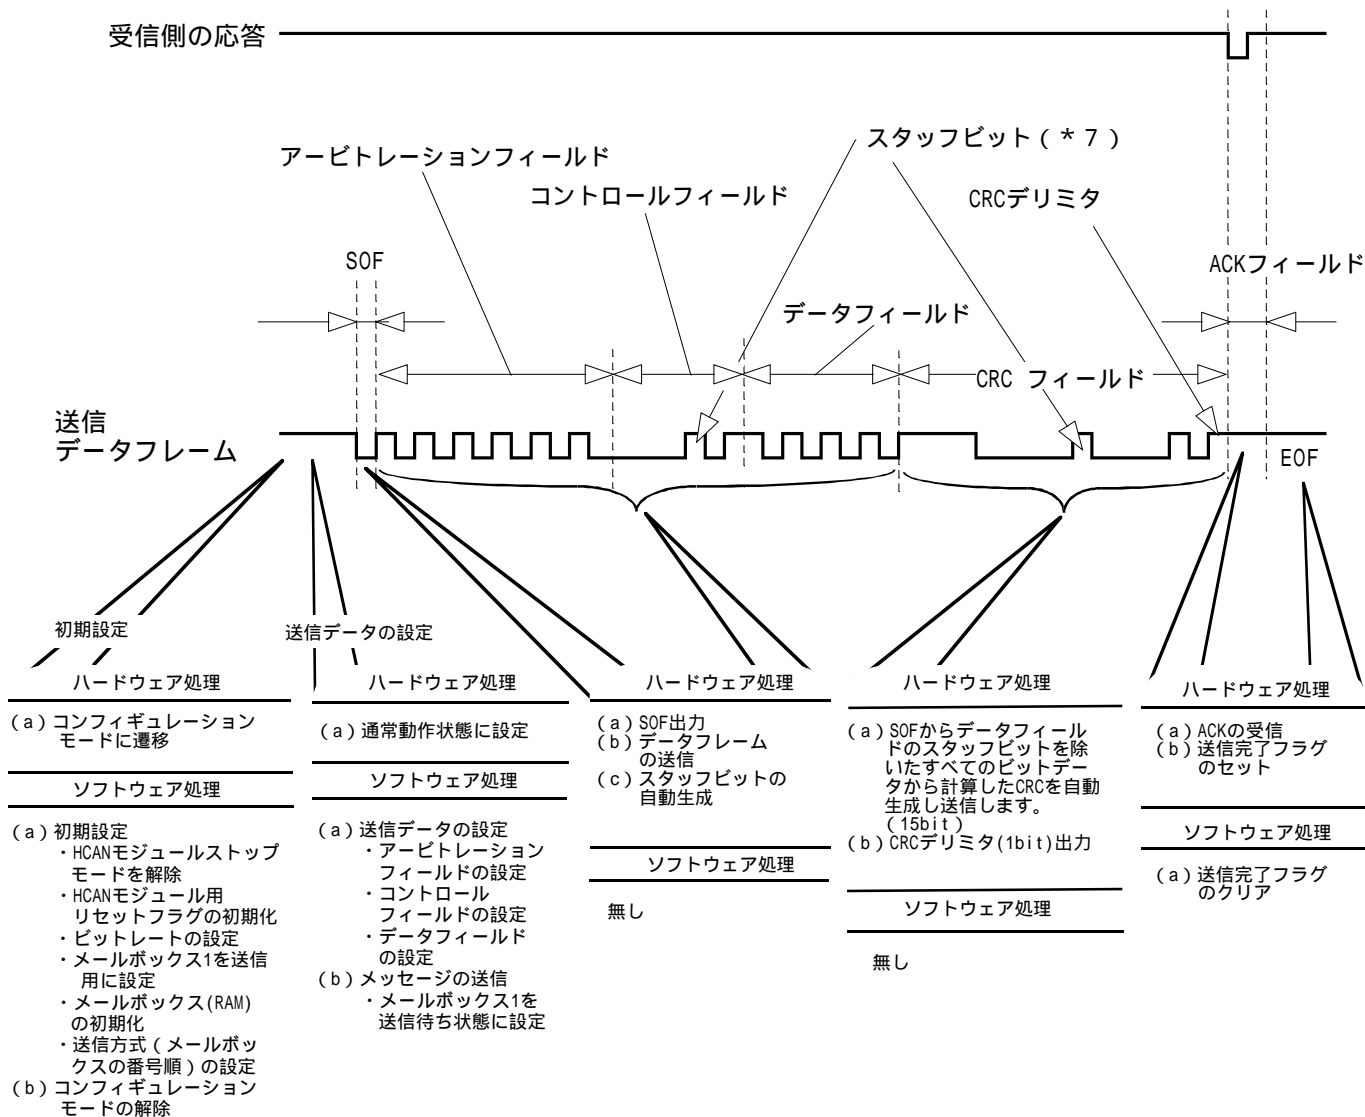 受信側の応答
スタッフビット(*7)
アービトレーションフィールド
コントロールフィールド
CRCデリミタ
SOF
ACKフィールド
データフィールド
CRC フィールド
送信
データフレーム
EOF
初期設定
ハードウェア処理
(a)コンフィギュレーション
モードに遷移
ソフトウェア処理
(a)初期設定
・HCANモジュールストップ
モードを解除
・HCANモジュール用
リセットフラグの初期化
・ビットレートの設定
・メールボックス1を送信
用に設定
・メールボックス(RAM)
の初期化
・送信方式(メールボッ
クスの番号順)の設定
(b)コンフィギュレーション
モードの解除
送信データの設定
ハードウェア処理
(a)通常動作状態に設定
ソフトウェア処理
(a)送信データの設定
・アービトレーション
フィールドの設定
・コントロール
フィールドの設定
・データフィールド
の設定
(b)メッセージの送信
・メールボックス1を
送信待ち状態に設定
ハードウェア処理
(a)SOF出力
(b)データフレーム
の送信
(c)スタッフビットの
自動生成
ソフトウェア処理
無し
ハードウェア処理
(a)SOFからデータフィール
ドのスタッフビットを除
いたすべてのビットデー
タから計算したCRCを自動
生成し送信します。
(15bit)
(b)CRCデリミタ(1bit)出力
ソフトウェア処理
無し
ハードウェア処理
(a)ACKの受信
(b)送信完了フラグ
のセット
ソフトウェア処理
(a)送信完了フラグ
のクリア